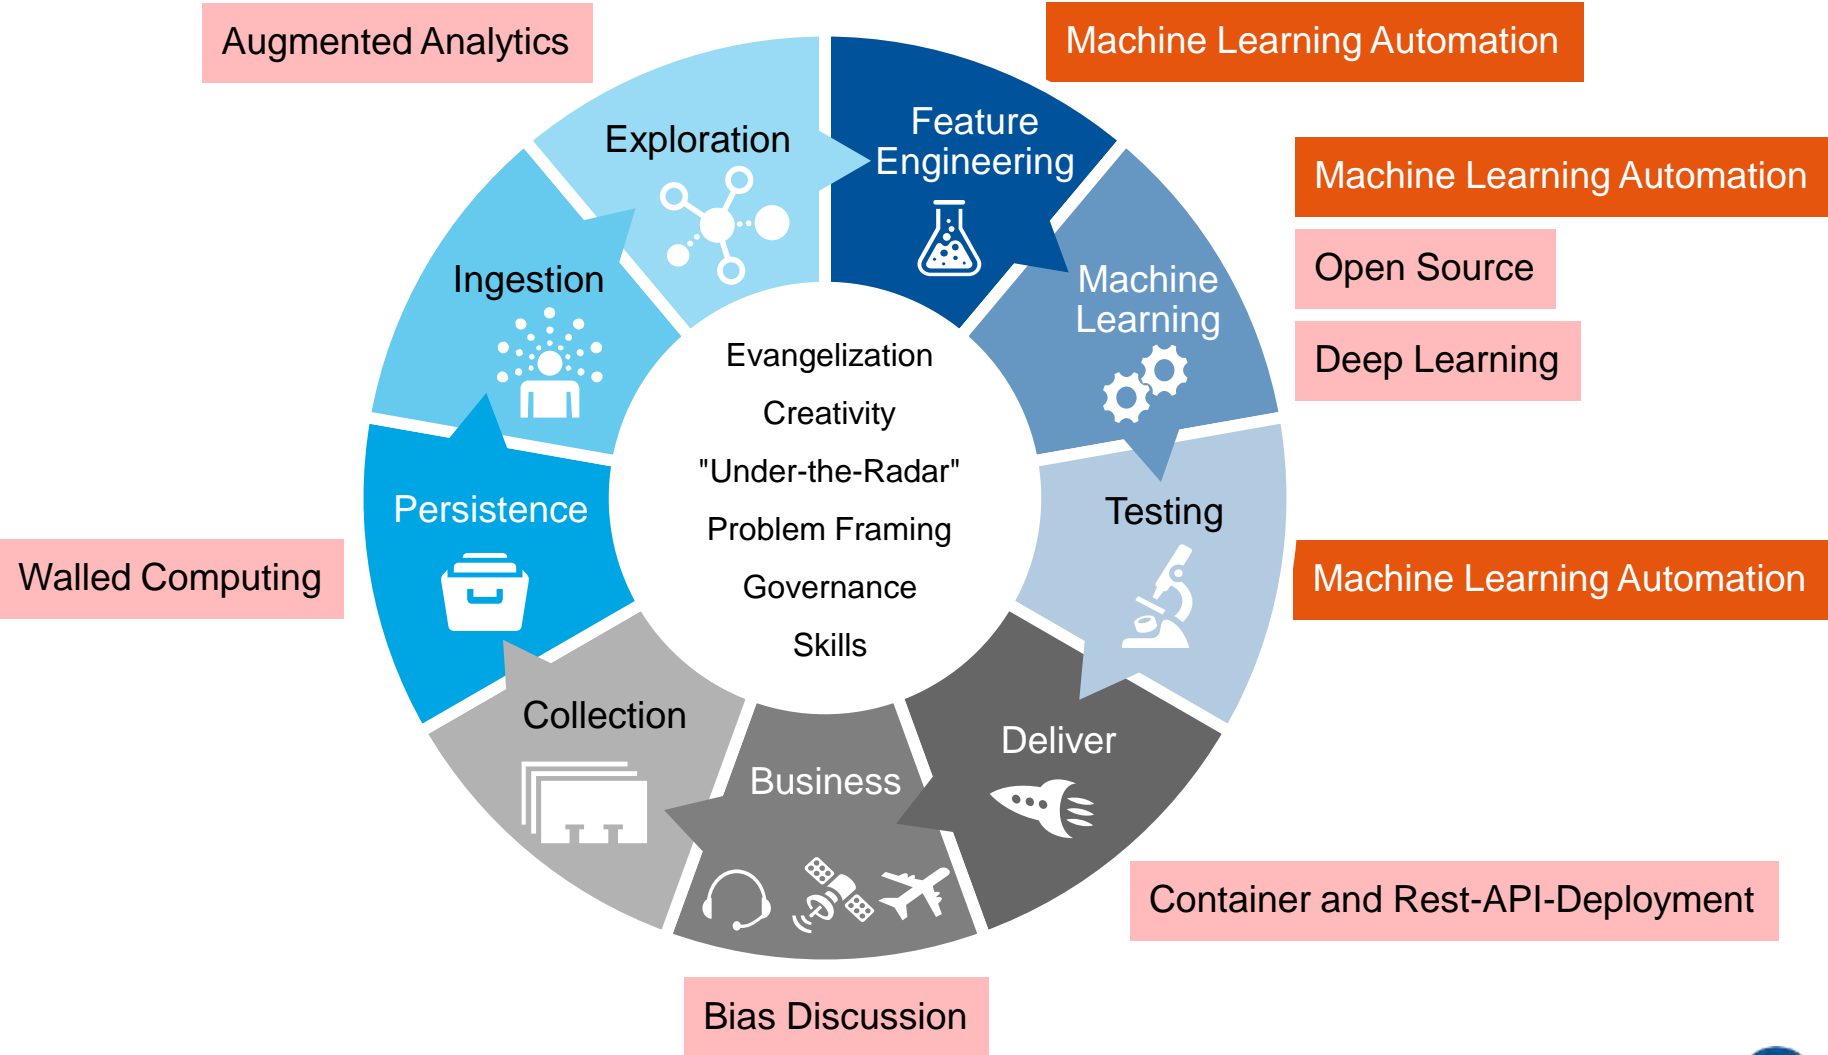 Augmented Analytics
Machine Learning Automation
Exploration
Feature
Engineering
Machine Learning Automation
Open Source
Deep Learning
Ingestion
Machine
Learning
Evangelization
Creativity
"Under-the-Radar"
Problem Framing
Governance
Skills
Persistence
Testing
Walled Computing
Machine Learning Automation
Collection
Deliver
Business
Container and Rest-API-Deployment
Bias Discussion